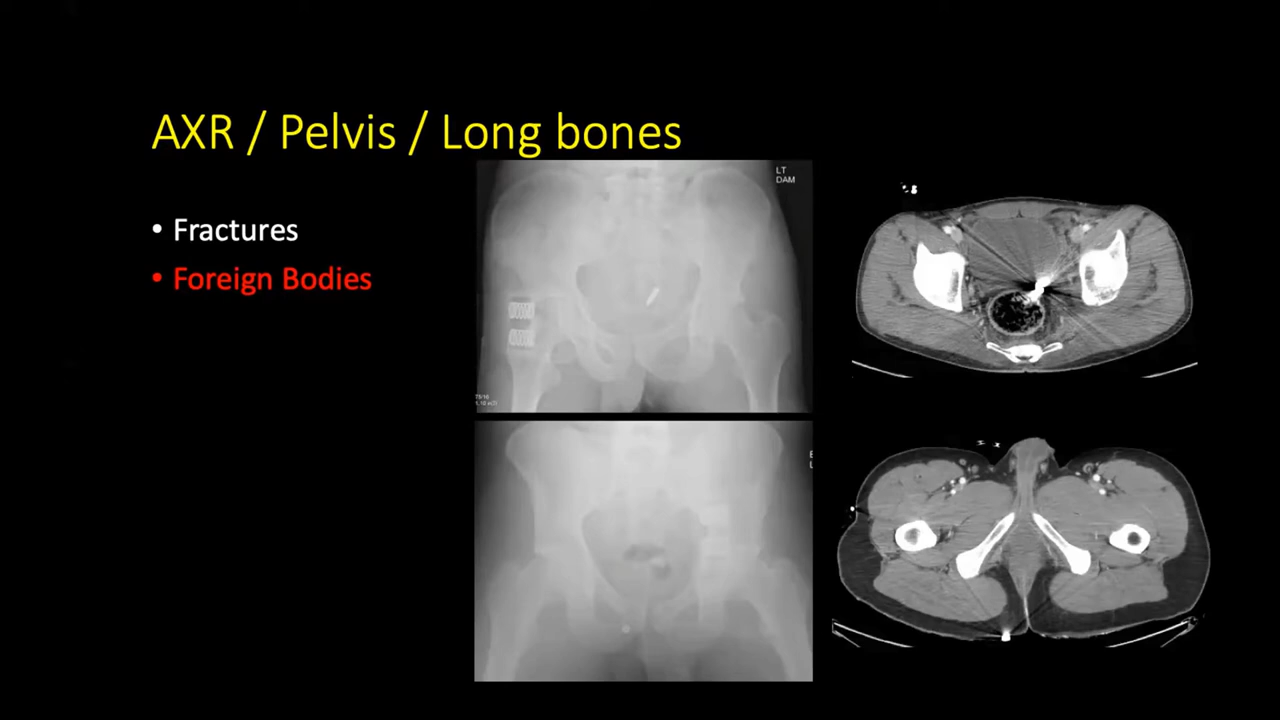 AXR / Pelvis / Long bones
• Fractures
• Foreign Bodies
LT
DAM